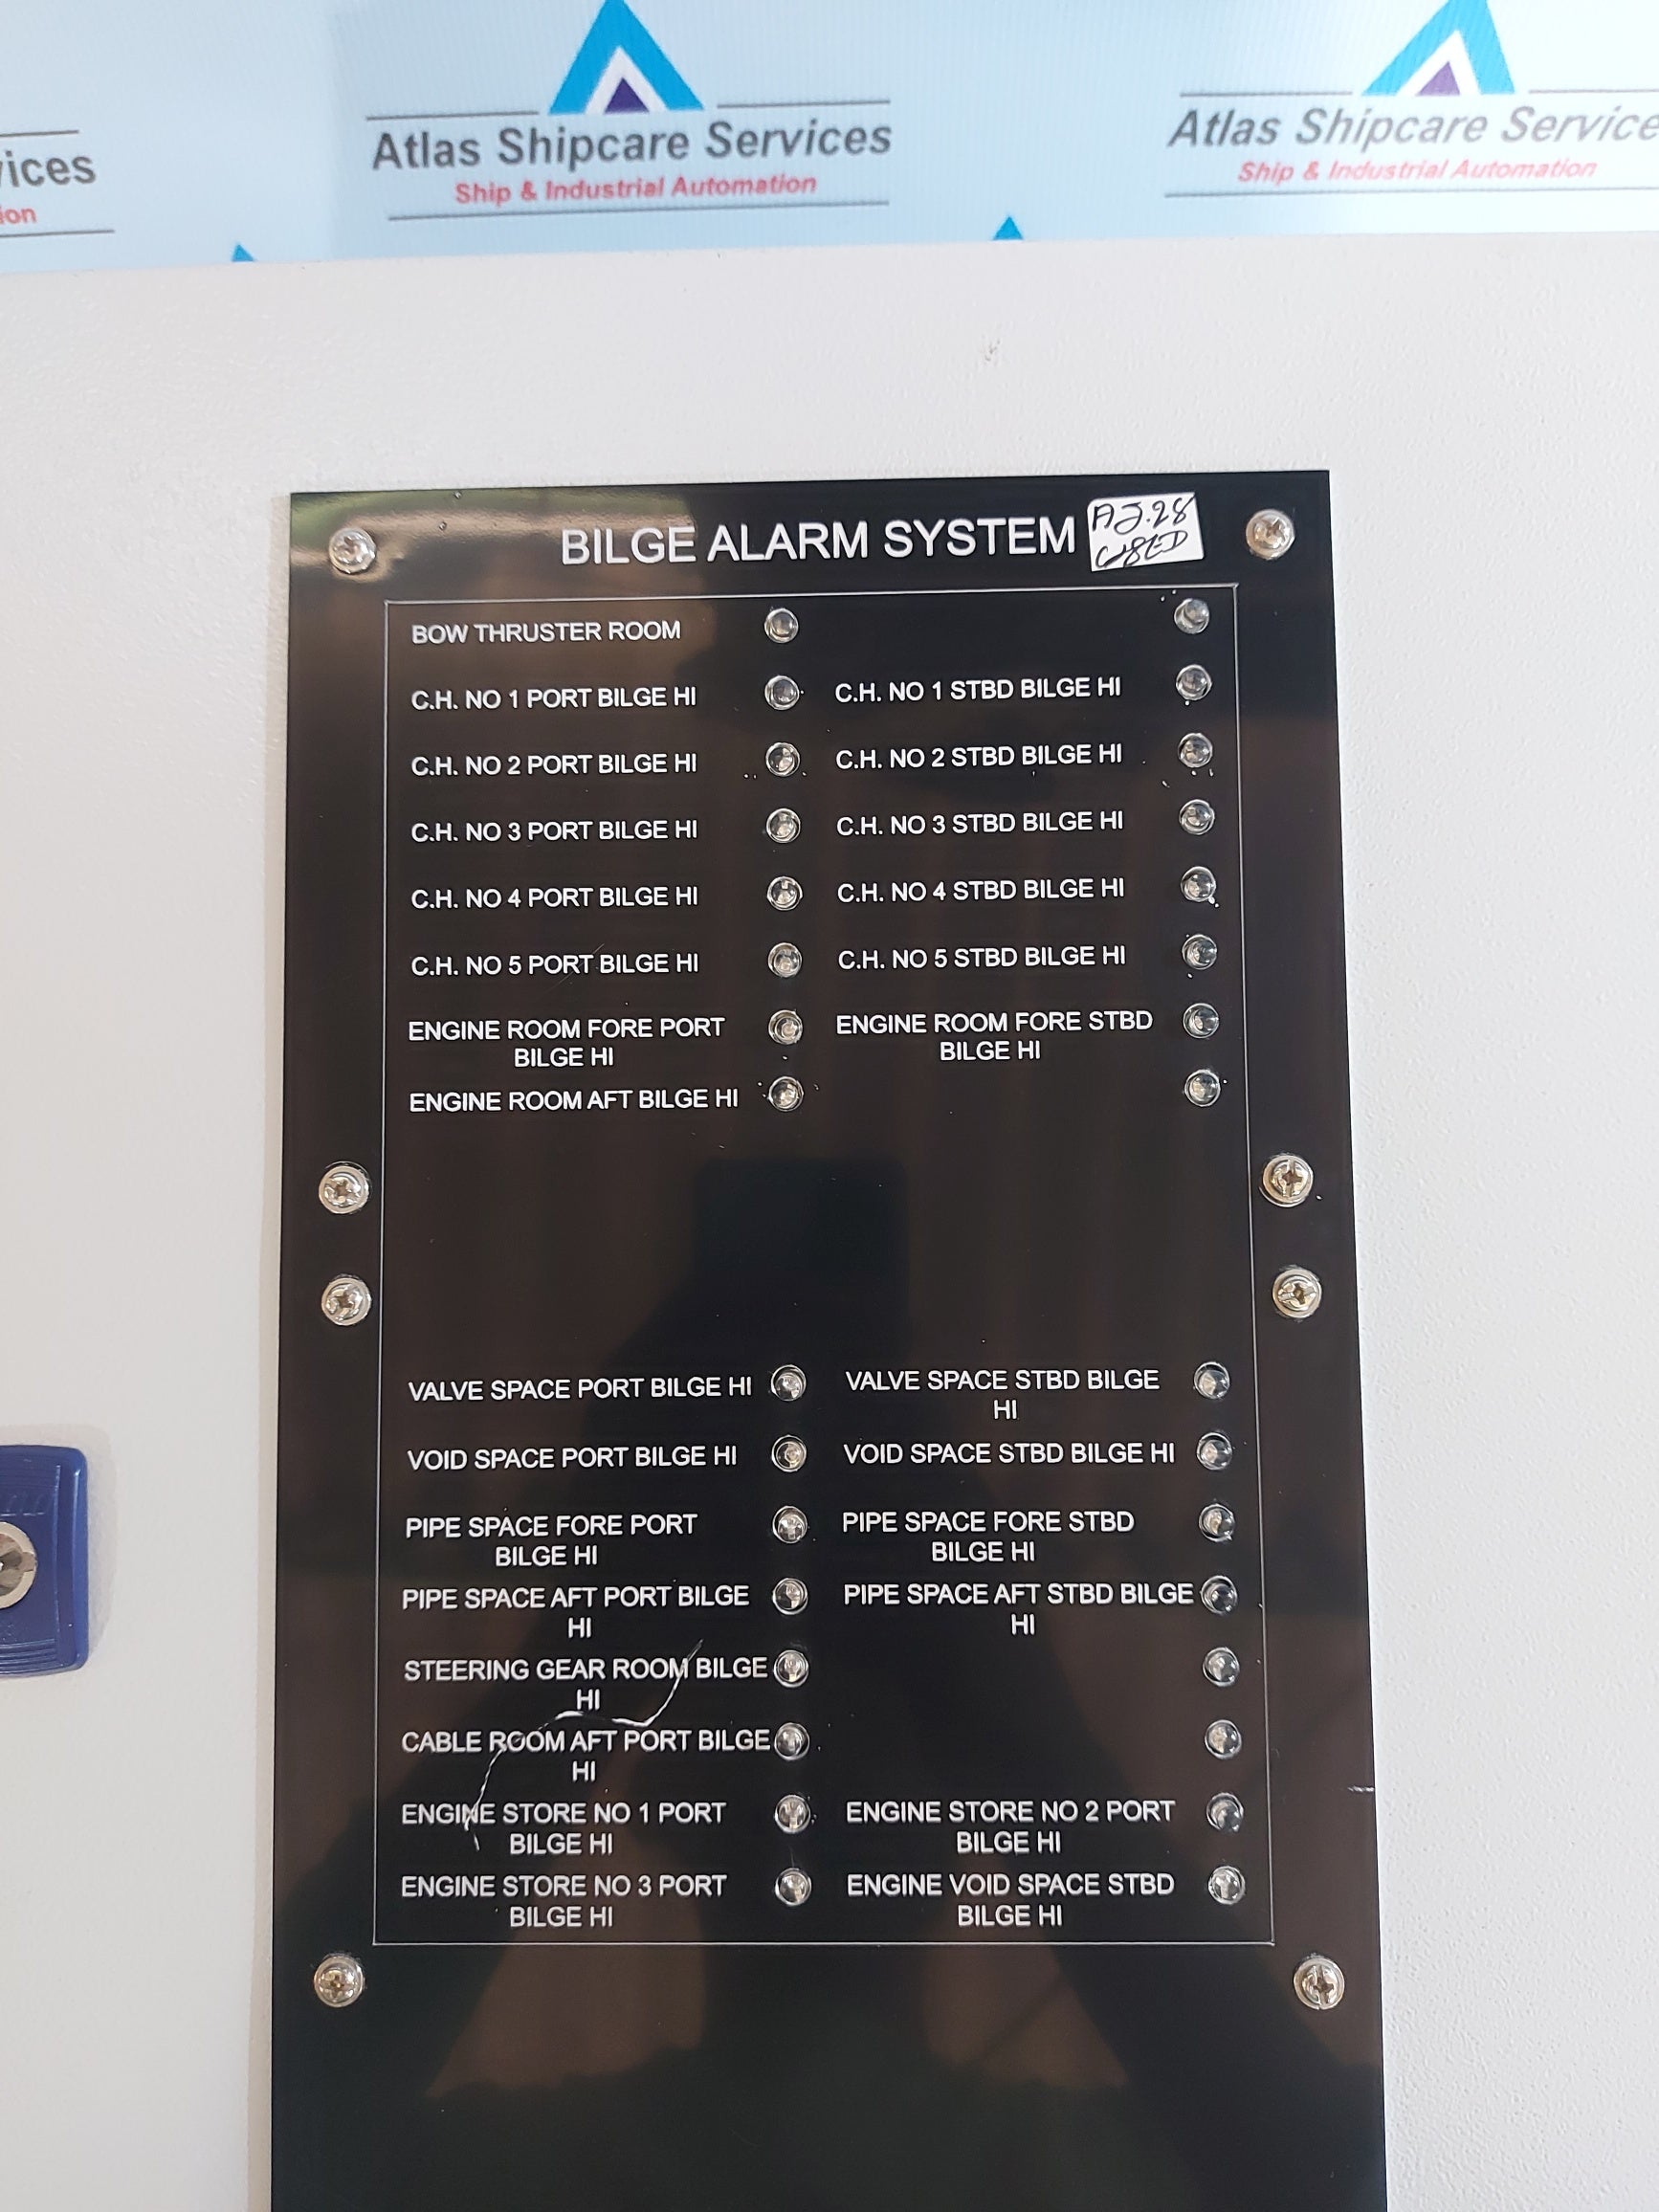 vices
ion
Atlas Shipcare Services
Ship & Industrial Automation
Atlas Shipcare Service
Ship & Industrial Automation
BILGE ALARM SYSTEM
USED
BOW THRUSTER ROOM
C.H. NO 1 PORT BILGE HI
C.H. NO 1 STBD BILGE HI
C.H. NO 2 PORT BILGE HI
C.H. NO 2 STBD BILGE HI
C.H. NO 3 PORT BILGE HI
C.H. NO 3 STBD BILGE HI
C.H. NO 4 PORT BILGE HI
C.H. NO 4 STBD BILGE HI
C.H. NO 5 PORT BILGE HI
C.H. NO 5 STBD BILGE HI
ENGINE ROOM FORE PORT
BILGE HI
ENGINE ROOM FORE STBD
BILGE HI
ENGINE ROOM AFT BILGE HI
VALVE SPACE PORT BILGE HI
VALVE SPACE STBD BILGE
HI
VOID SPACE PORT BILGE HI
VOID SPACE STBD BILGE HI
PIPE SPACE FORE PORT
BILGE HI
PIPE SPACE FORE STBD
BILGE HI
PIPE SPACE AFT PORT BILGE
HI
PIPE SPACE AFT STBD BILGE
HI
STEERING GEAR ROOM BILGE
HI
CABLE ROOM AFT PORT BILGE
HI
ENGINE STORE NO 1 PORT
BILGE HI
ENGINE STORE NO 2 PORT
BILGE HI
ENGINE STORE NO 3 PORT
BILGE HI
ENGINE VOID SPACE STBD
BILGE HI